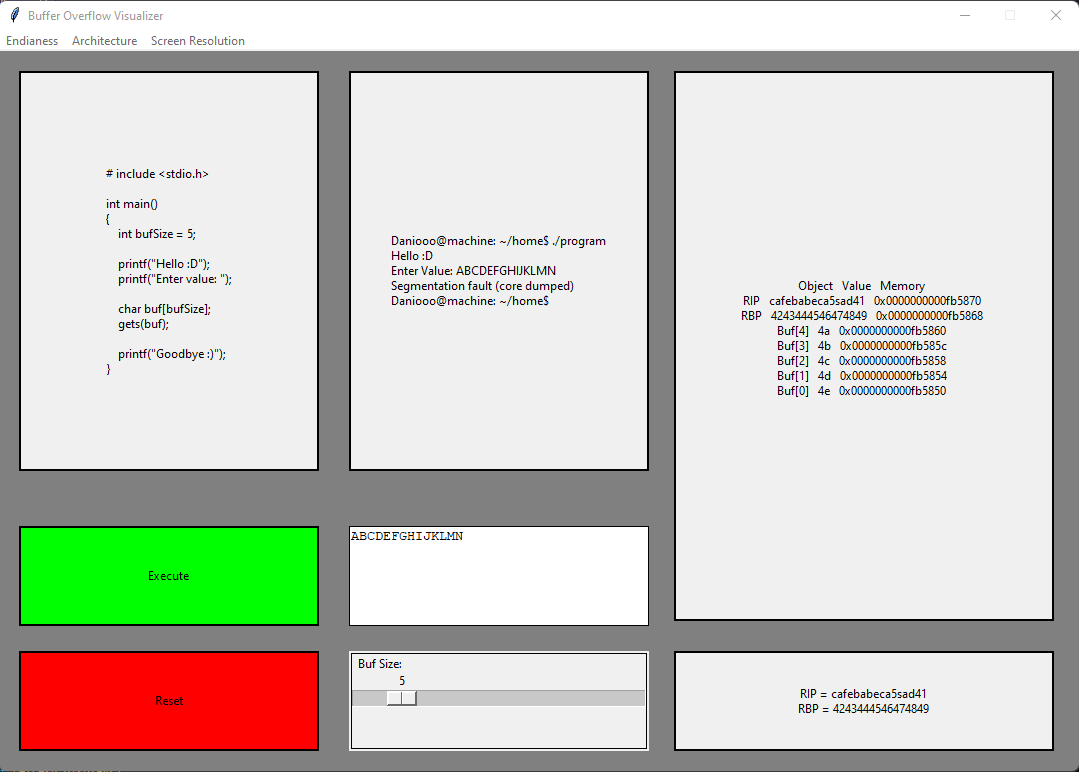 Buffer Overflow Visualizer
Endianess Architecture Screen Resolution
# include <stdio.h>
int main()
{
int bufSize = 5;
printf("Hello :D");
printf("Enter value: ");
char buf[bufSize];
gets(buf);
printf("Goodbye :)");
}
Daniooo@machine: ~/home$ ./program
Hello :D
Enter Value: ABCDEFGHIJKLMN
Segmentation fault (core dumped)
Daniooo@machine: ~/home$
Object Value Memory
RIP cafebabeca5sad41 0x0000000000fb5870
RBP 4243444546474849 0x0000000000fb5868
Buf[4] 4a 0x0000000000fb5860
Buf[3] 4b 0x0000000000fb585c
Buf[2] 4c 0x0000000000fb5858
Buf[1] 4d 0x0000000000fb5854
Buf[0] 4e 0x0000000000fb5850
Execute
ABCDEFGHIJKLMN
Reset
Buf Size:
5
RIP = cafebabeca5sad41
RBP = 4243444546474849